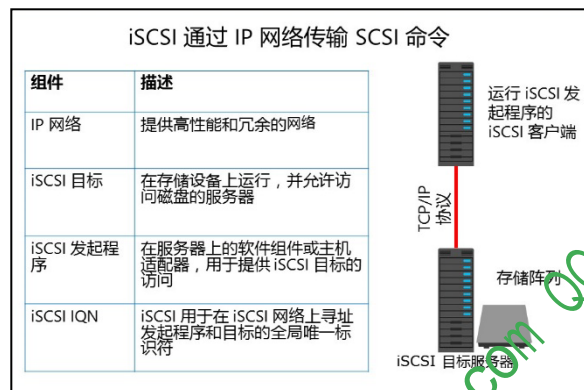 iSCSI 通过 IP 网络传输 SCSI 命令
组件 描述
IP 网络 提供高性能和冗余的网络
iSCSI 目标 在存储设备上运行，并允许访
问磁盘的服务器
iSCSI 发起程
序
在服务器上的软件组件或主机
适配器，用于提供 iSCSI 目标的
访问
iSCSI IQN iSCSI 用于在 iSCSI 网络上寻址
发起程序和目标的全局唯一标
识符
运行 iSCSI 发
起程序的
iSCSI 客户端
TCP/IP
协议
存储阵列
iSCSI 目标服务器
com QQ